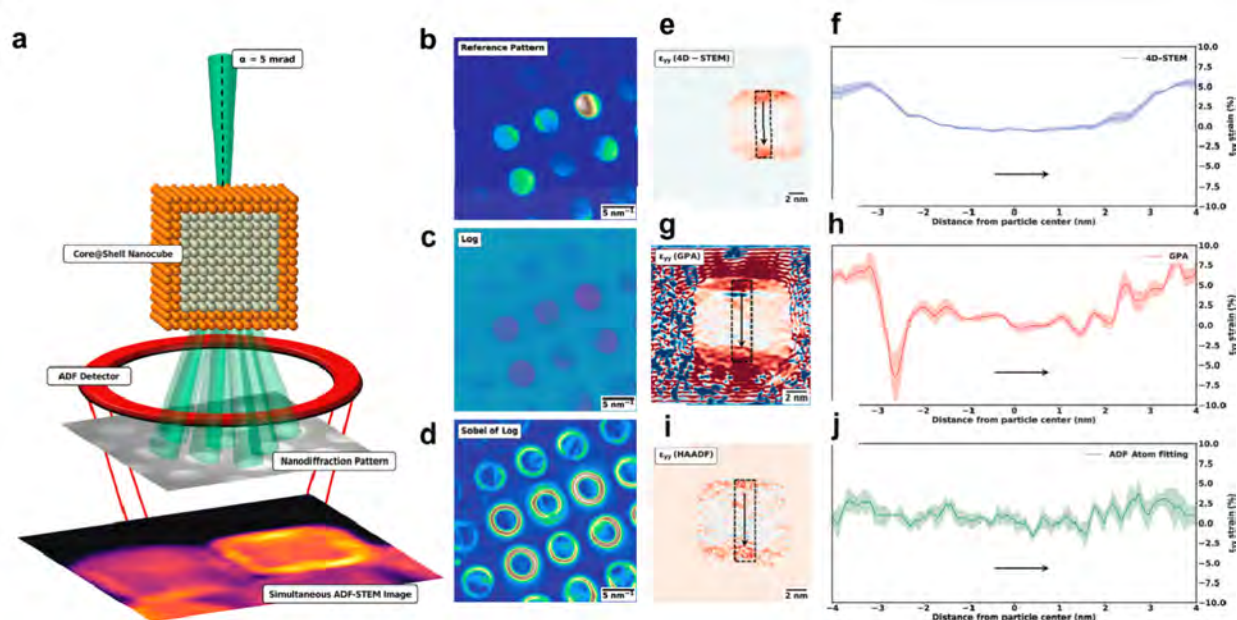 a
α = 5 mrad
Core@Shell Nanocube
ADF Detector
Nanodiffraction Pattern
Simultaneous ADF-STEM Image
b
Reference Pattern
5 nm⁻¹
c
Log
5 nm⁻¹
d
Sobel of Log
5 nm⁻¹
e
εyy (4D − STEM)
2 nm
g
εyy (GPA)
2 nm
i
εyy (HAADF)
2 nm
f
4D-STEM
10.0
7.5
5.0
2.5
0.0
−2.5
−5.0
−7.5
−10.0
εyy strain (%)
−3 −2 −1 0 1 2 3 4
Distance from particle center (nm)
h
GPA
10.0
7.5
5.0
2.5
0.0
−2.5
−5.0
−7.5
−10.0
εyy strain (%)
−3 −2 −1 0 1 2 3 4
Distance from particle center (nm)
j
ADF Atom fitting
10.0
7.5
5.0
2.5
0.0
−2.5
−5.0
−7.5
−10.0
εyy strain (%)
−4 −3 −2 −1 0 1 2 3 4
Distance from particle center (nm)